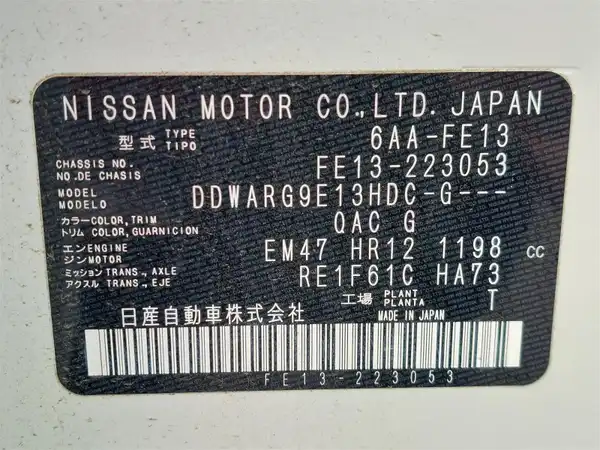 NISSAN MOTOR CO.,LTD. JAPAN
型式 TYPE TIPO 6AA-FE13
CHASSIS NO. NO.DE CHASIS FE13-223053
MODEL MODELO DDWARG9E13HDC-G---
カラー COLOR,TRIM トリム COLOR,GUARNICION QAC G
エンジン ENGINE MOTOR EM47 HR12 1198 CC
ミッション TRANS., AXLE アクスル TRANS., EJE RE1F61C HA73
工場 PLANT PLANTA T
日産自動車株式会社 MADE IN JAPAN
FE13-223053